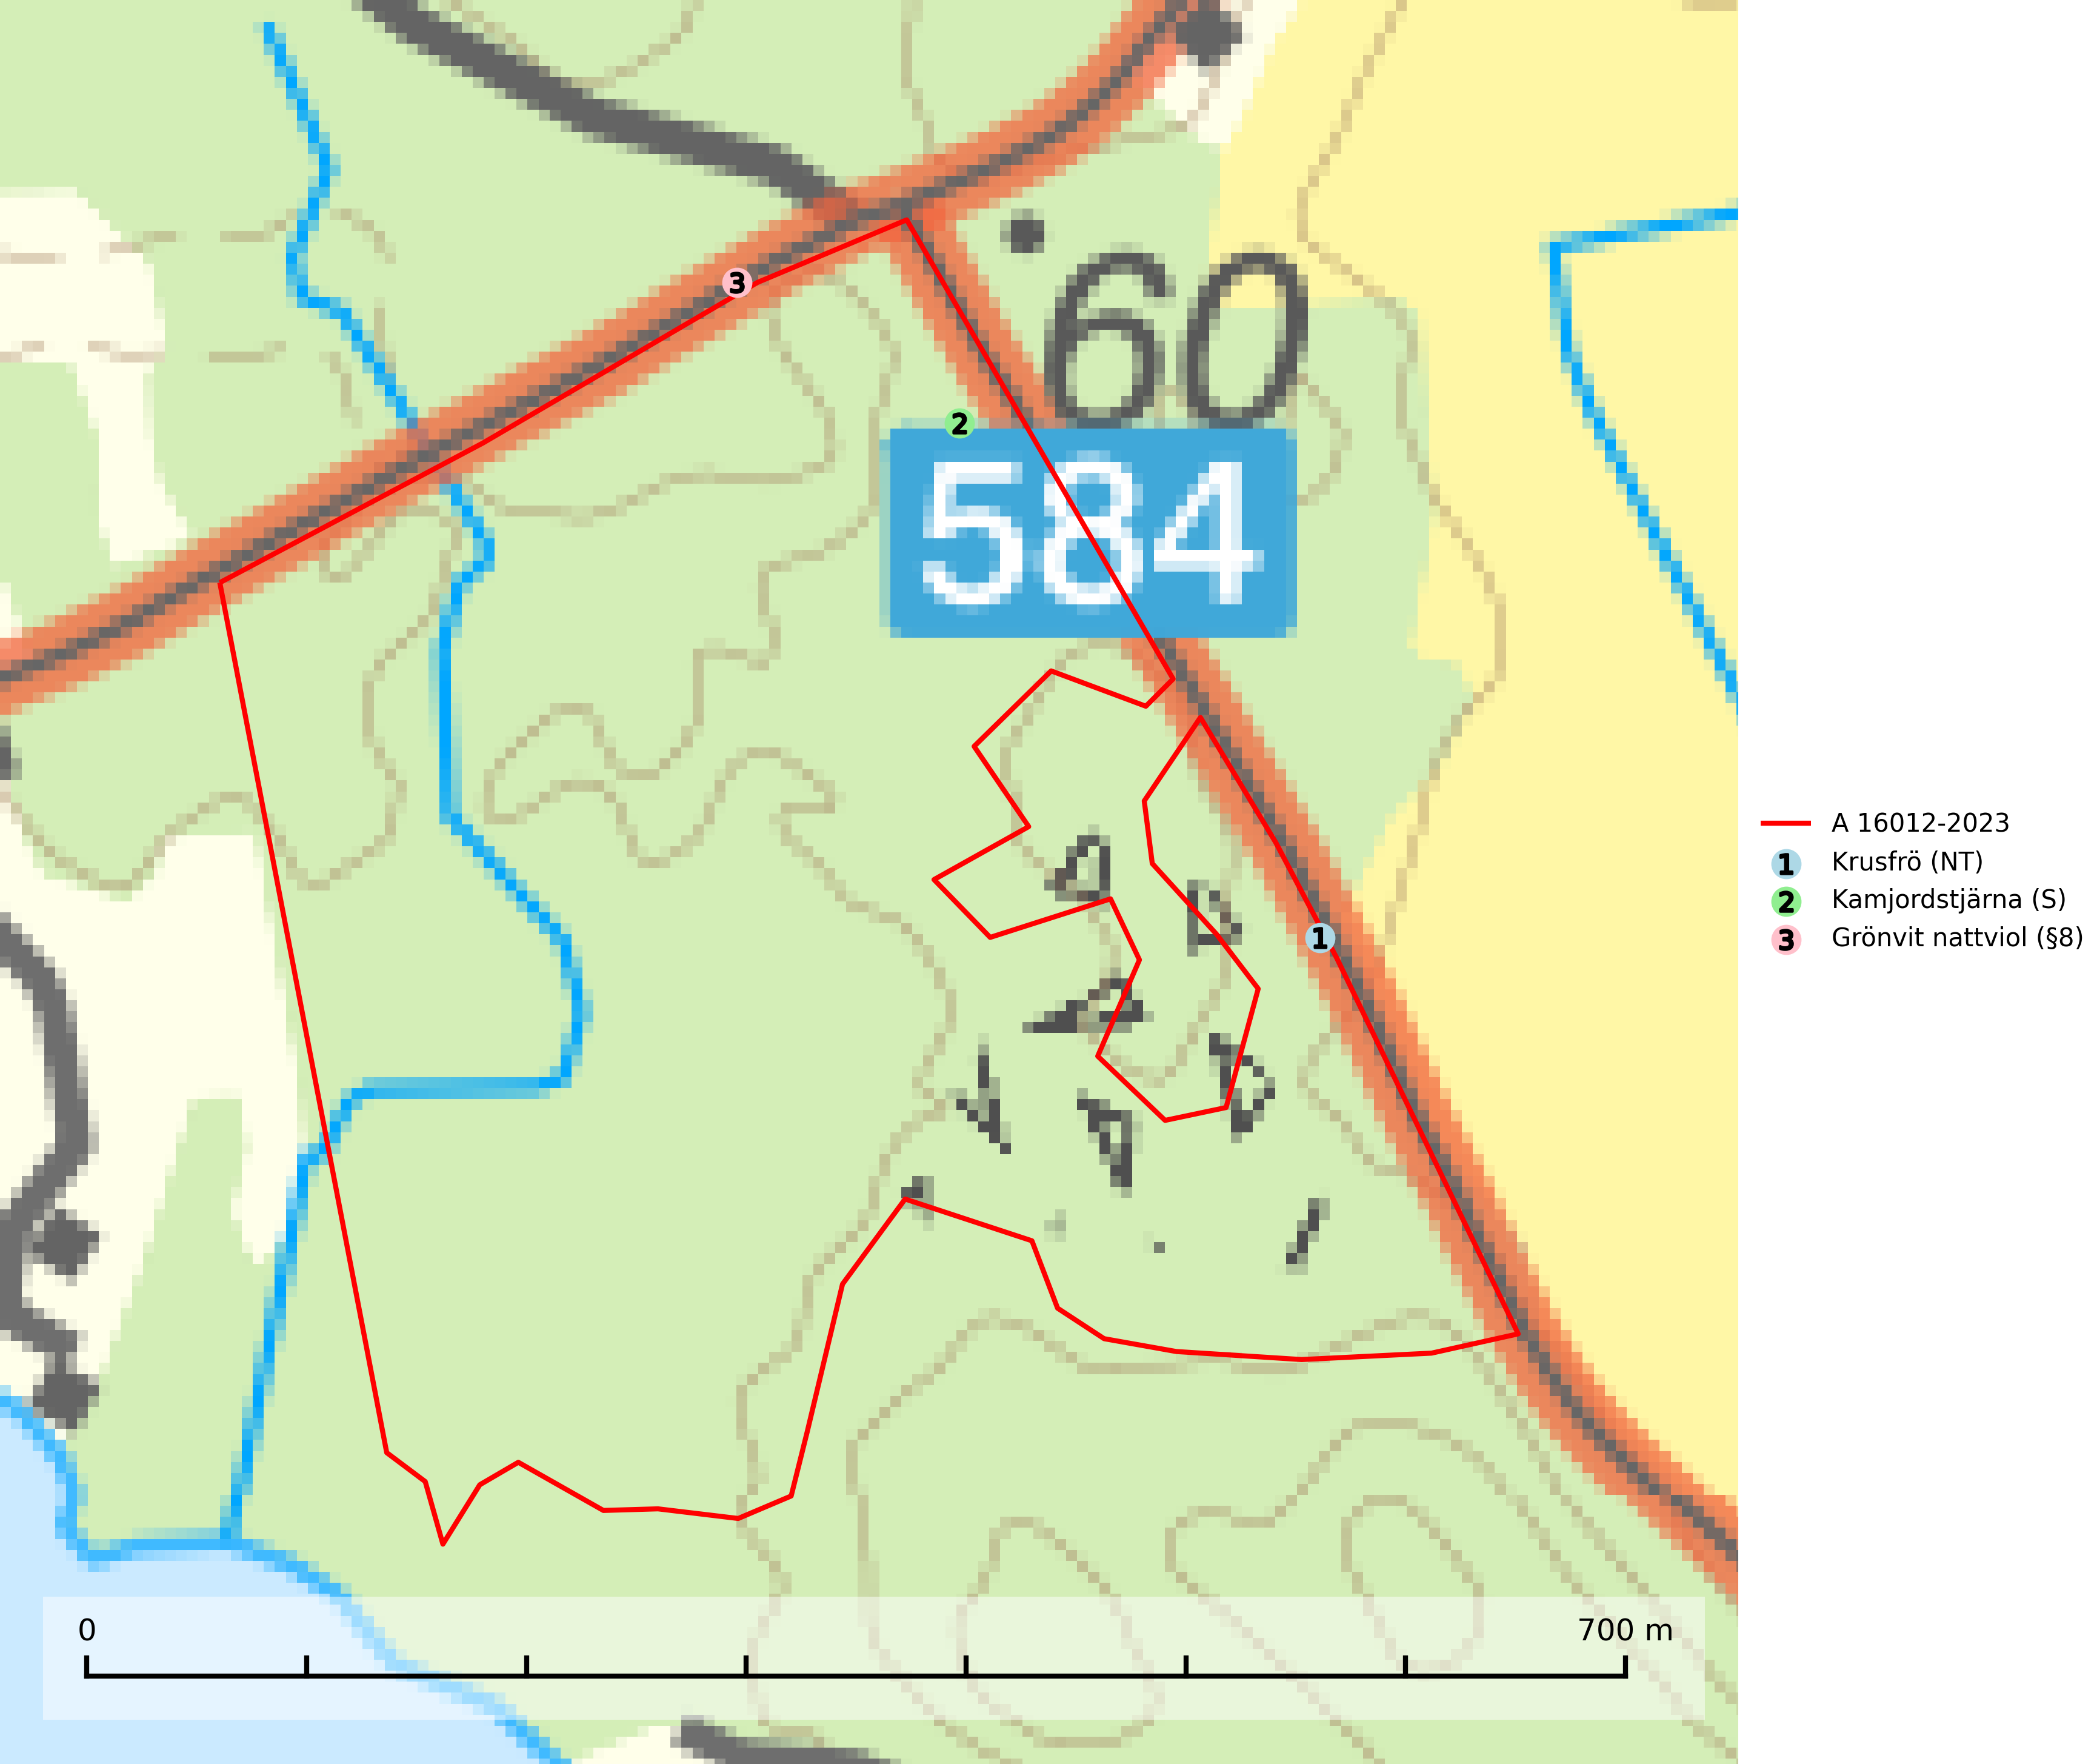 3
60
2
584
1
0
700 m
A 16012-2023
1 Krusfrö (NT)
2 Kamjordstjärna (S)
3 Grönvit nattviol (§8)